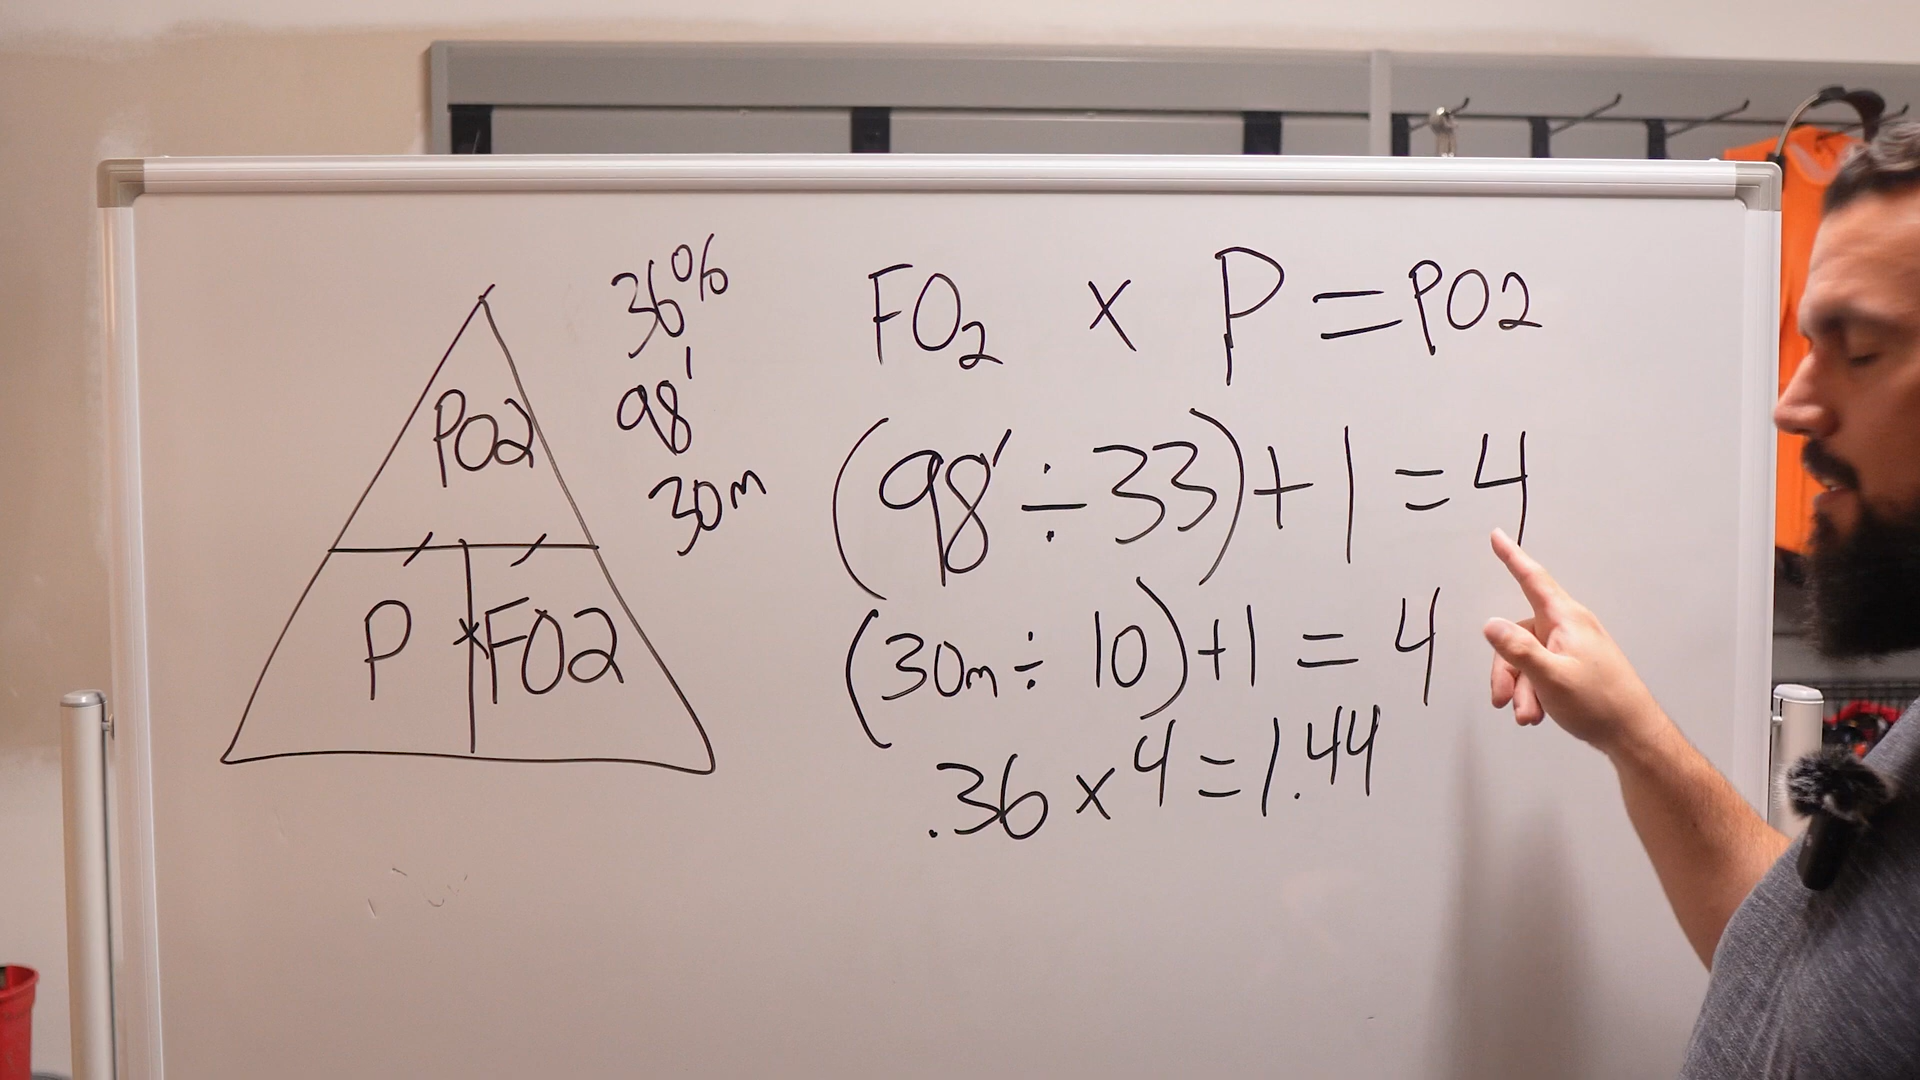 PO2
P × FO2
36%
98'
30m
FO₂ × P = PO2
(98' ÷ 33) + 1 = 4
(30m ÷ 10) + 1 = 4
.36 × 4 = 1.44